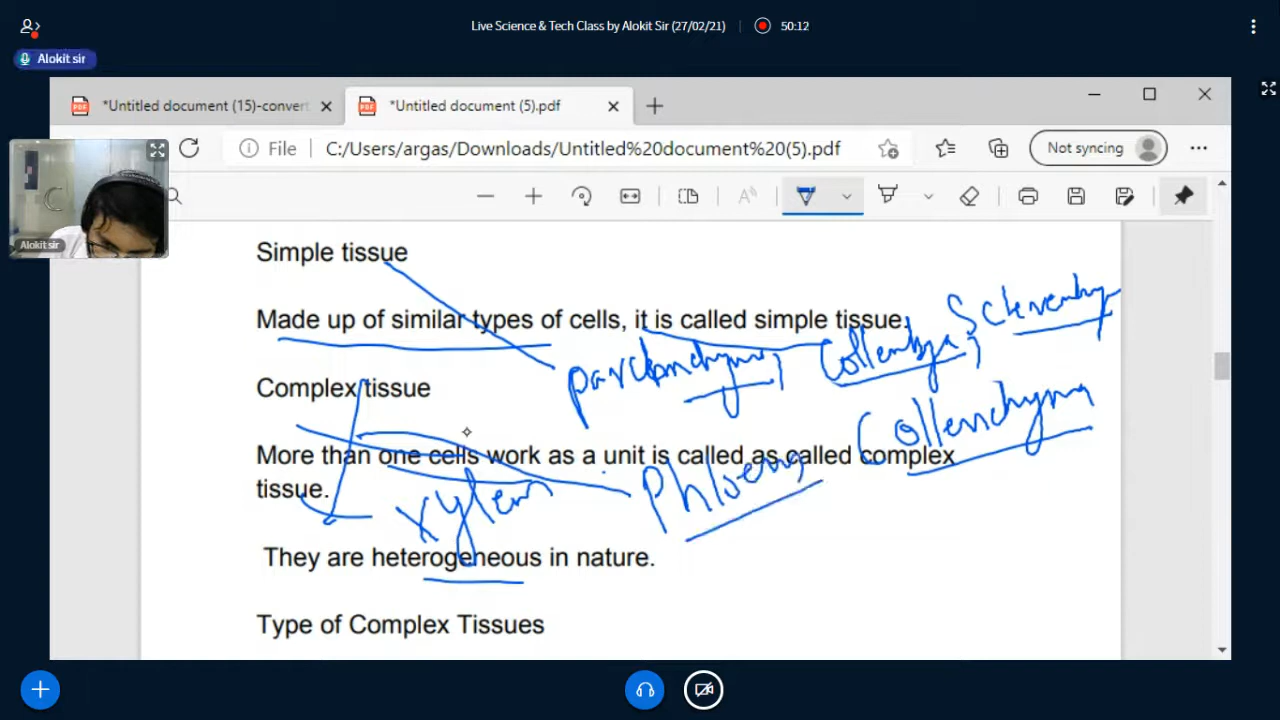 Live Science & Tech Class by Alokit Sir (27/02/21) 50:12
Alokit sir
*Untitled document (15)-convert *Untitled document (5).pdf
File C:/Users/argas/Downloads/Untitled%20document%20(5).pdf Not syncing
Alokit sir
Simple tissue
Made up of similar types of cells, it is called simple tissue.
Complex tissue
Collenchyma
More than one cells work as a unit is called as called complex
tissue.
xylem Phloem
They are heterogeneous in nature.
Type of Complex Tissues